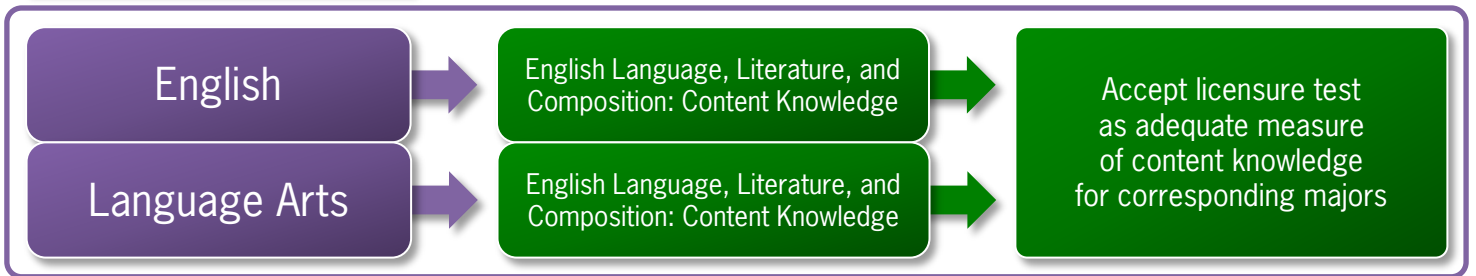 English
English Language, Literature, and
Composition: Content Knowledge
Language Arts
English Language, Literature, and
Composition: Content Knowledge
Accept licensure test
as adequate measure
of content knowledge
for corresponding majors